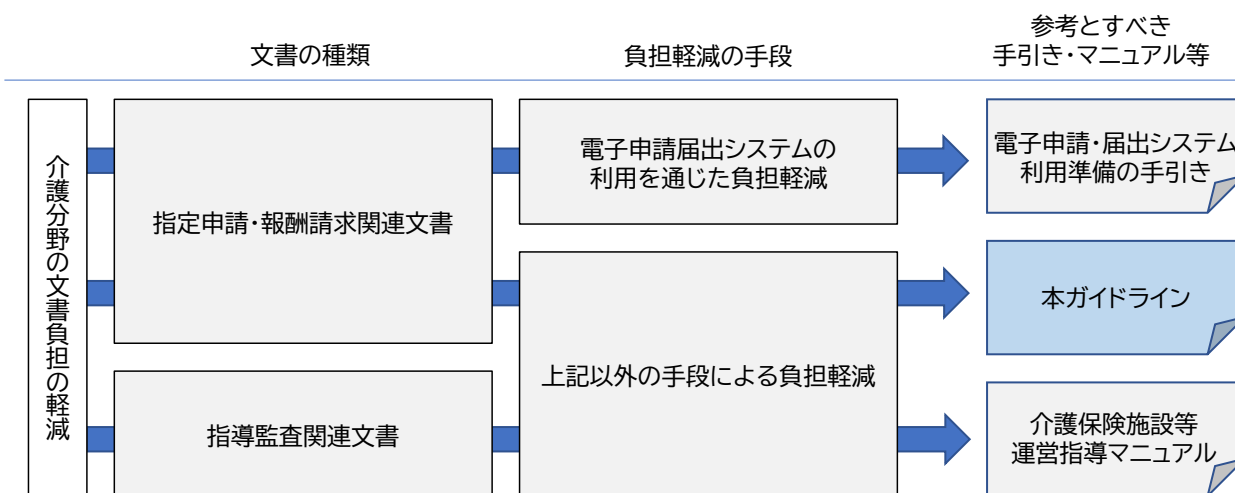 文書の種類
負担軽減の手段
参考とすべき
手引き・マニュアル等
介護分野の文書負担の軽減
指定申請・報酬請求関連文書
電子申請届出システムの
利用を通じた負担軽減
電子申請・届出システム
利用準備の手引き
本ガイドライン
上記以外の手段による負担軽減
指導監査関連文書
介護保険施設等
運営指導マニュアル